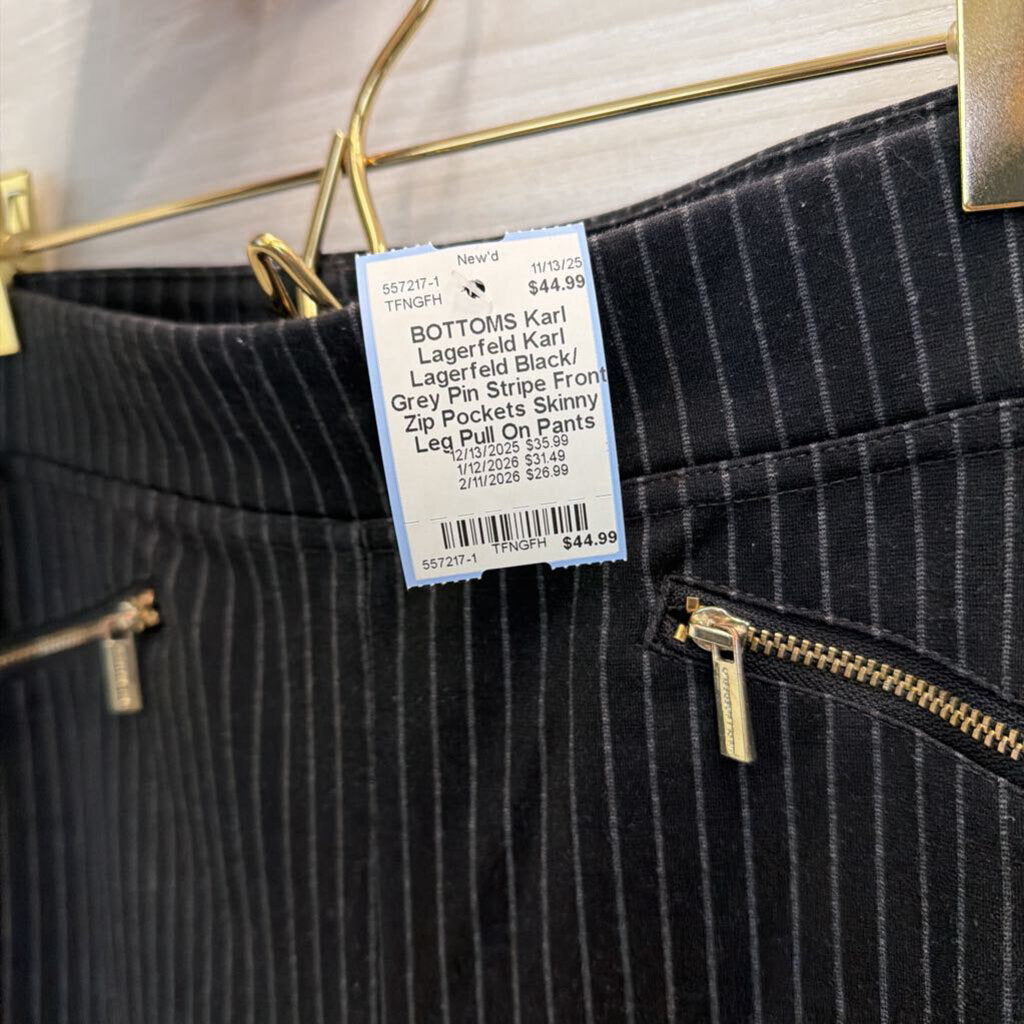 New'd
557217-1 11/13/25
TFNGFH $44.99
BOTTOMS Karl
Lagerfeld Karl
Lagerfeld Black/
Grey Pin Stripe Front
Zip Pockets Skinny
Leg Pull On Pants
12/13/2025 $35.99
1/12/2026 $31.49
2/11/2026 $26.99
557217-1 TFNGFH $44.99